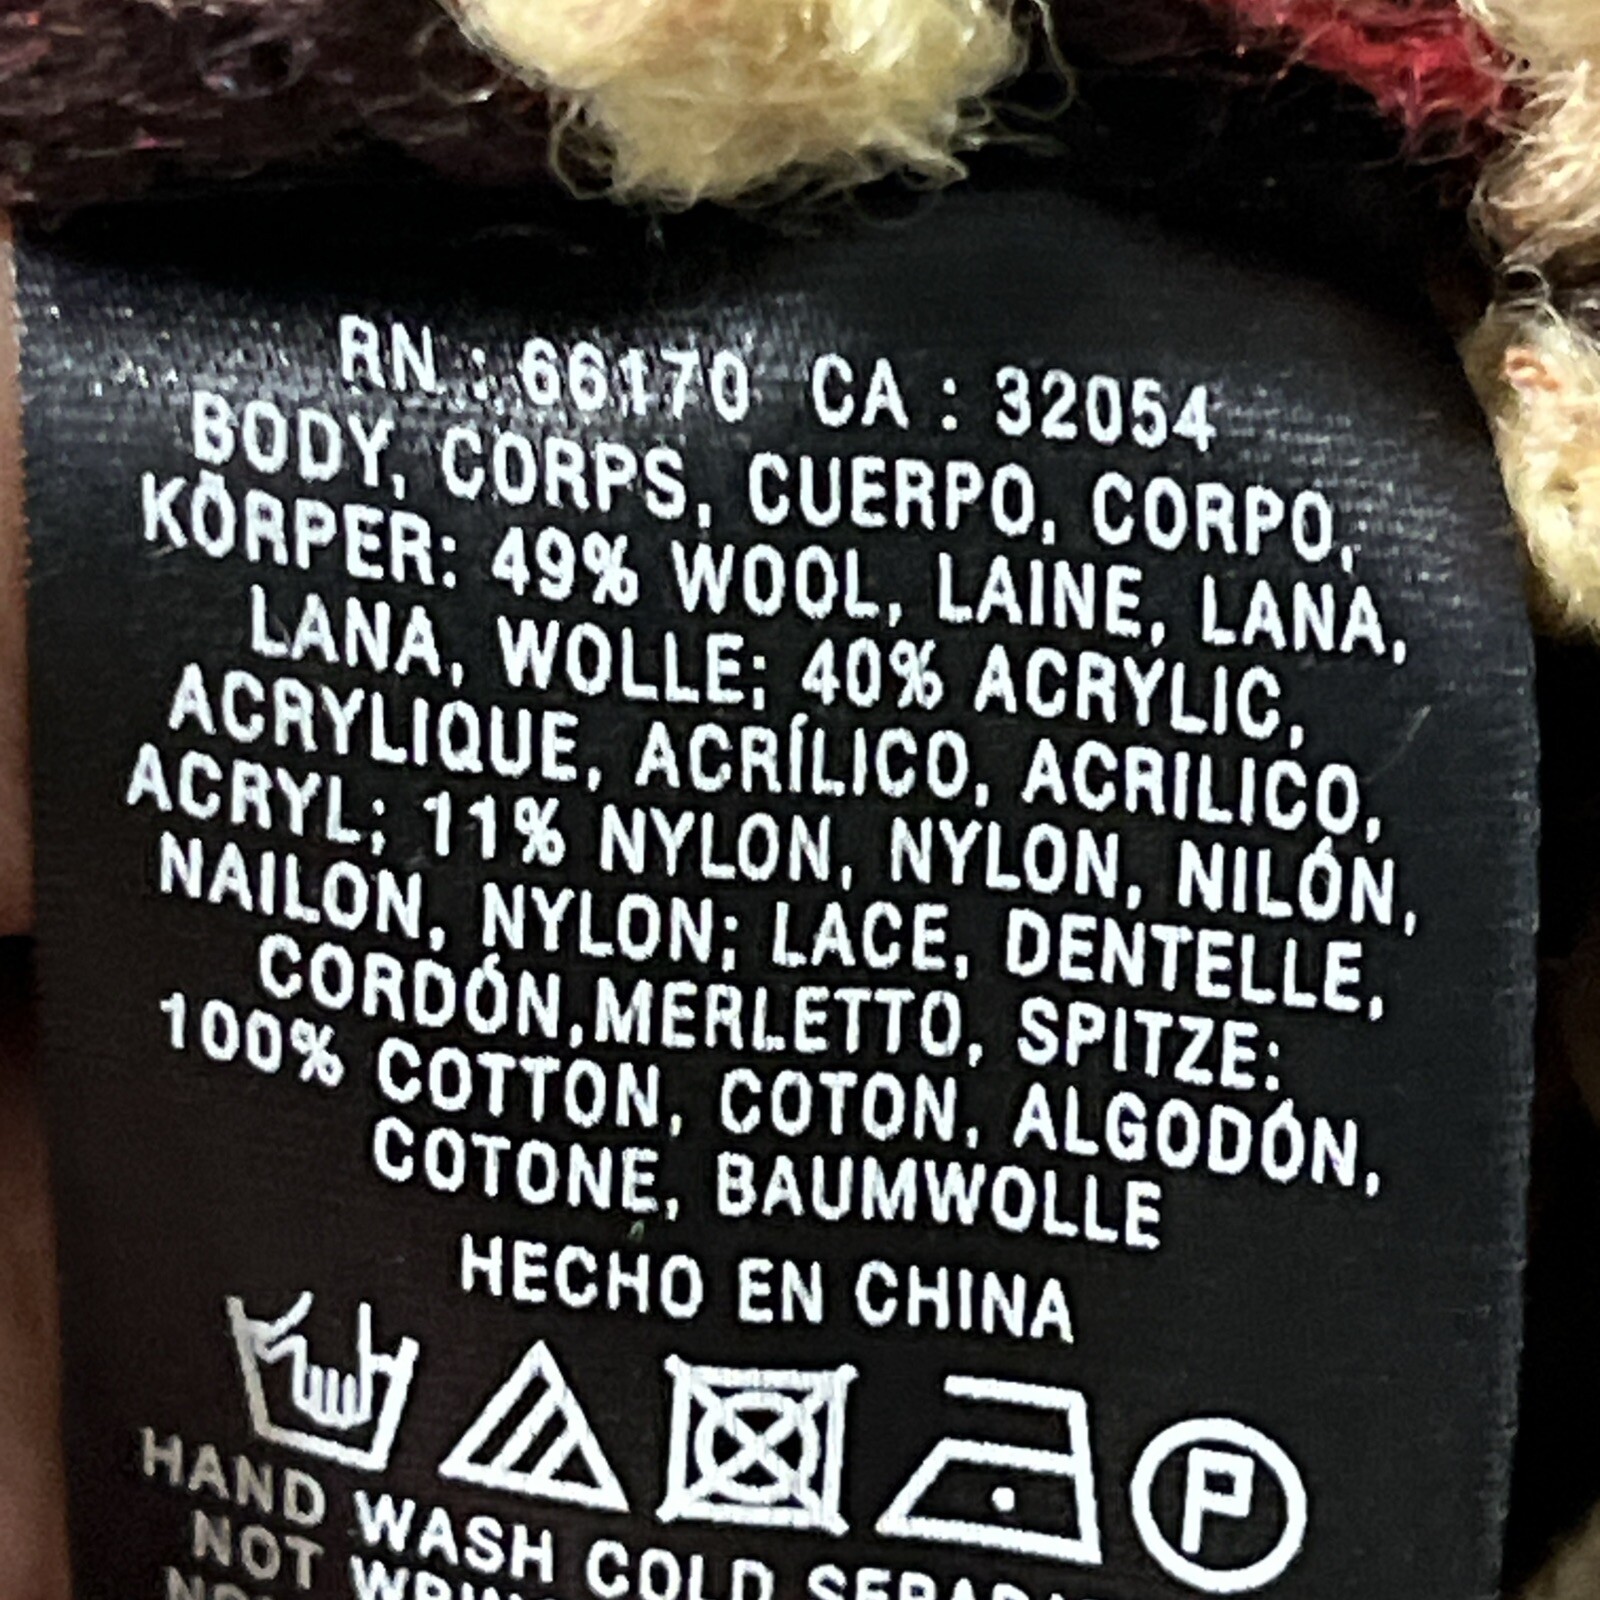 RN : 66170 CA : 32054
BODY, CORPS, CUERPO, CORPO,
KÖRPER: 49% WOOL, LAINE, LANA,
LANA, WOLLE; 40% ACRYLIC,
ACRYLIQUE, ACRÍLICO, ACRILICO,
ACRYL; 11% NYLON, NYLON, NILÓN,
NAILON, NYLON; LACE, DENTELLE,
CORDÓN,MERLETTO, SPITZE:
100% COTTON, COTON, ALGODÓN,
COTONE, BAUMWOLLE
HECHO EN CHINA
P
HAND WASH COLD
NOT